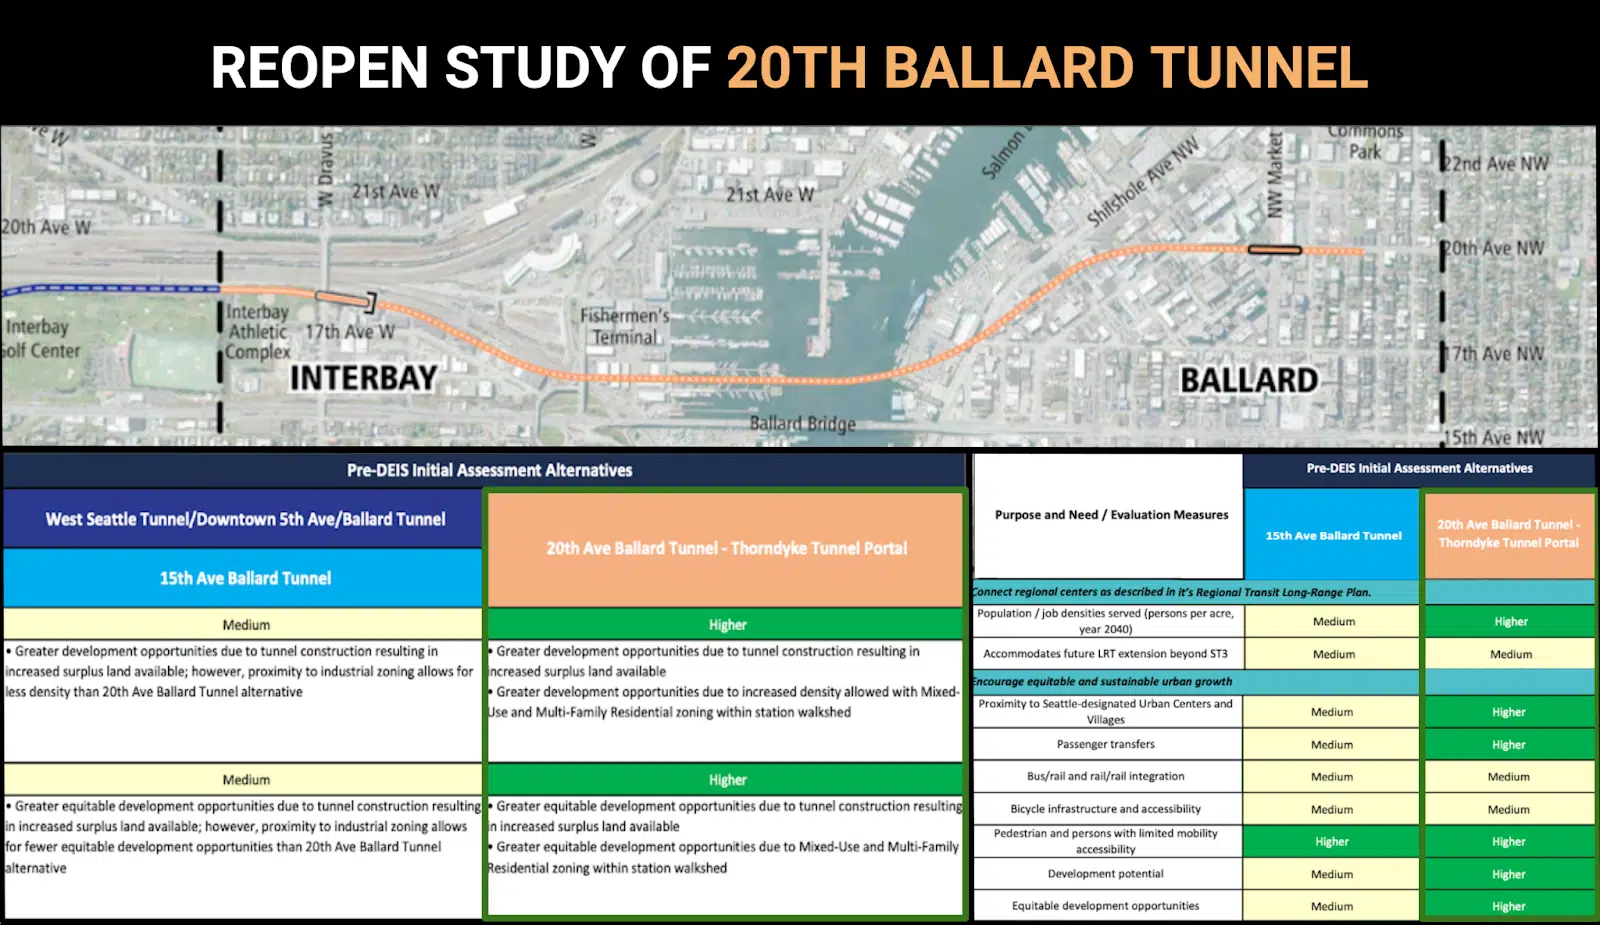 REOPEN STUDY OF 20TH BALLARD TUNNEL
W Dravus
W
Salmon
Shilshole Ave NW
NW Market
Commons
Park
22nd Ave NW
21st Ave W
21st Ave W
20th Ave W
20th Ave NW
Interbay
Golf Center
Interbay
Athletic
Complex
17th Ave W
Fishermen's
Terminal
17th Ave NW
INTERBAY
BALLARD
Ballard Bridge
15th Ave NW
Pre-DEIS Initial Assessment Alternatives
West Seattle Tunnel/Downtown 5th Ave/Ballard Tunnel
15th Ave Ballard Tunnel
20th Ave Ballard Tunnel - Thorndyke Tunnel Portal
Medium
Higher
• Greater development opportunities due to tunnel construction resulting in
increased surplus land available; however, proximity to industrial zoning allows for
less density than 20th Ave Ballard Tunnel alternative
• Greater development opportunities due to tunnel construction resulting in
increased surplus land available
• Greater development opportunities due to increased density allowed with Mixed-
Use and Multi-Family Residential zoning within station walkshed
Medium
Higher
• Greater equitable development opportunities due to tunnel construction resulting
in increased surplus land available; however, proximity to industrial zoning allows
for fewer equitable development opportunities than 20th Ave Ballard Tunnel
alternative
• Greater equitable development opportunities due to tunnel construction resulting
in increased surplus land available
• Greater equitable development opportunities due to Mixed-Use and Multi-Family
Residential zoning within station walkshed
Purpose and Need / Evaluation Measures
Pre-DEIS Initial Assessment Alternatives
15th Ave Ballard Tunnel
20th Ave Ballard Tunnel -
Thorndyke Tunnel Portal
Connect regional centers as described in it's Regional Transit Long-Range Plan.
Population / job densities served (persons per acre,
year 2040)
Medium
Higher
Accommodates future LRT extension beyond ST3
Medium
Medium
Encourage equitable and sustainable urban growth
Proximity to Seattle-designated Urban Centers and
Villages
Medium
Higher
Passenger transfers
Medium
Higher
Bus/rail and rail/rail integration
Medium
Medium
Bicycle infrastructure and accessibility
Medium
Medium
Pedestrian and persons with limited mobility
accessibility
Higher
Higher
Development potential
Medium
Higher
Equitable development opportunities
Medium
Higher